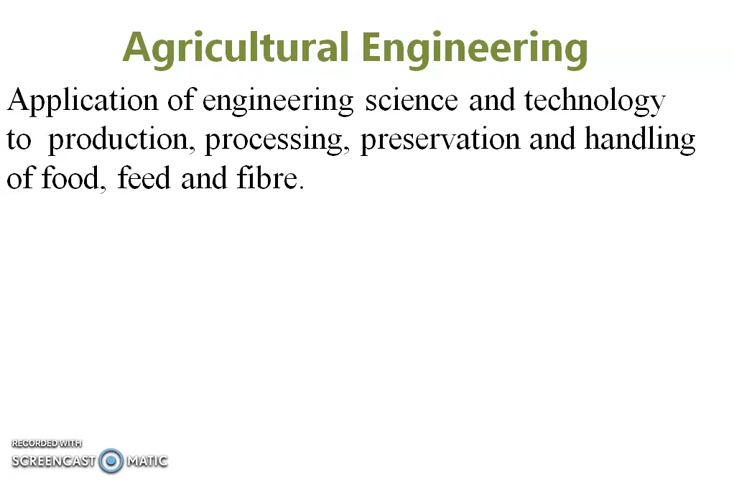 Agricultural Engineering
Application of engineering science and technology
to production, processing, preservation and handling
of food, feed and fibre.
RECORDED WITH
SCREENCAST MATIC